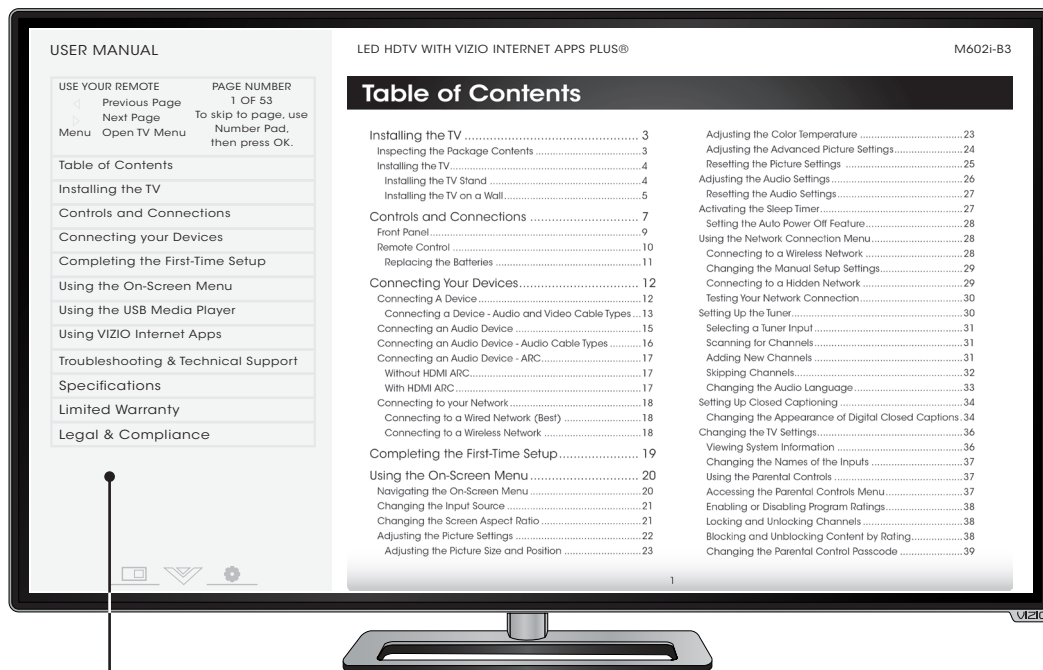 USER MANUAL
USE YOUR REMOTE
Previous Page
Next Page
Menu Open TV Menu
PAGE NUMBER
1 OF 53
To skip to page, use
Number Pad,
then press OK.
Table of Contents
Installing the TV
Controls and Connections
Connecting your Devices
Completing the First-Time Setup
Using the On-Screen Menu
Using the USB Media Player
Using VIZIO Internet Apps
Troubleshooting & Technical Support
Specifications
Limited Warranty
Legal & Compliance
LED HDTV WITH VIZIO INTERNET APPS PLUS®
M602i-B3
Table of Contents
Installing the TV ... 3
Inspecting the Package Contents ... 3
Installing the TV ... 4
Installing the TV Stand ... 4
Installing the TV on a Wall ... 5
Controls and Connections ... 7
Front Panel ... 9
Remote Control ... 10
Replacing the Batteries ... 11
Connecting Your Devices ... 12
Connecting A Device ... 12
Connecting a Device - Audio and Video Cable Types ... 13
Connecting an Audio Device ... 15
Connecting an Audio Device - Audio Cable Types ... 16
Connecting an Audio Device - ARC ... 17
Without HDMI ARC ... 17
With HDMI ARC ... 17
Connecting to your Network ... 18
Connecting to a Wired Network (Best) ... 18
Connecting to a Wireless Network ... 18
Completing the First-Time Setup ... 19
Using the On-Screen Menu ... 20
Navigating the On-Screen Menu ... 20
Changing the Input Source ... 21
Changing the Screen Aspect Ratio ... 21
Adjusting the Picture Settings ... 22
Adjusting the Picture Size and Position ... 23
Adjusting the Color Temperature ... 23
Adjusting the Advanced Picture Settings ... 24
Resetting the Picture Settings ... 25
Adjusting the Audio Settings ... 26
Resetting the Audio Settings ... 27
Activating the Sleep Timer ... 27
Setting the Auto Power Off Feature ... 28
Using the Network Connection Menu ... 28
Connecting to a Wireless Network ... 28
Changing the Manual Setup Settings ... 29
Connecting to a Hidden Network ... 29
Testing Your Network Connection ... 30
Setting Up the Tuner ... 30
Selecting a Tuner Input ... 31
Scanning for Channels ... 31
Adding New Channels ... 31
Skipping Channels ... 32
Changing the Audio Language ... 33
Setting Up Closed Captioning ... 34
Changing the Appearance of Digital Closed Captions . 34
Changing the TV Settings ... 36
Viewing System Information ... 36
Changing the Names of the Inputs ... 37
Using the Parental Controls ... 37
Accessing the Parental Controls Menu ... 37
Enabling or Disabling Program Ratings ... 38
Locking and Unlocking Channels ... 38
Blocking and Unblocking Content by Rating ... 38
Changing the Parental Control Passcode ... 39
1
VIZIO